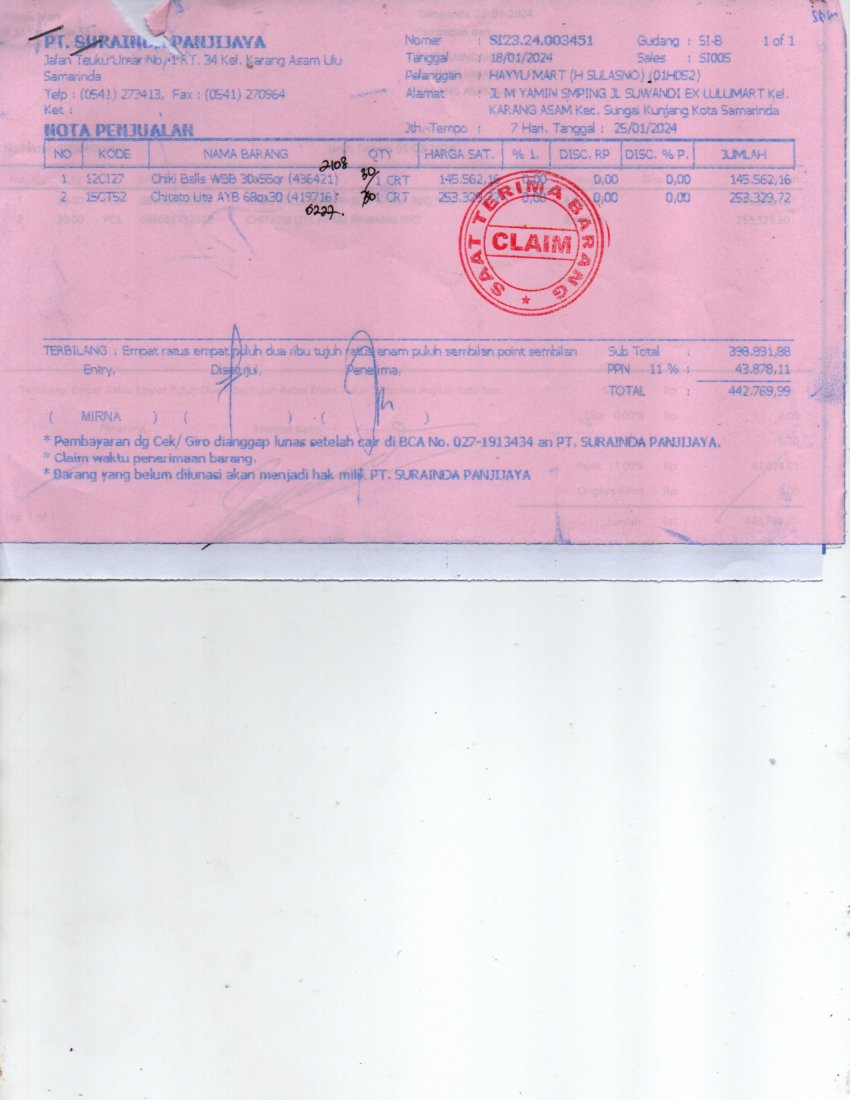 PT. SURAINDA PANJIJAYA
Jalan Teuku Umar No. 1 RT. 34 Kel. Karang Asam Ulu
Samarinda
Telp : (0541) 273413, Fax : (0541) 270964
Ket :
NOTA PENJUALAN
Nomor : SI23.24.003451 Gudang : SI-B 1 of 1
Tanggal : 18/01/2024 Sales : SI005
Pelanggan : HAYYU MART (H SULASNO) (01H052)
Alamat : JL M YAMIN SMPING JL SUWANDI EX LULUMART Kel.
KARANG ASAM Kec. Sungai Kunjang Kota Samarinda
Jth. Tempo : 7 Hari. Tanggal : 25/01/2024
NO KODE NAMA BARANG QTY HARGA SAT. % 1. DISC. RP DISC. % P. JUMLAH
2108
30/
1 12C127 Chiki Balls WBB 30x55gr (436421) 1 CRT 145.562,16 0,00 0,00 0,00 145.562,16
2 15CT52 Chitato Lite AYB 68gx30 (419716) 1 CRT 253.329,72 0,00 0,00 0,00 253.329,72
SAAT TERIMA BARANG
CLAIM
TERBILANG : Empat ratus empat puluh dua ribu tujuh ratus enam puluh sembilan point sembilan
Sub Total : 398.891,88
PPN 11 % : 43.878,11
TOTAL : 442.769,99
Entry, Disetujui, Penerima,
( MIRNA ) ( ) ( )
* Pembayaran dg Cek/ Giro dianggap lunas setelah cair di BCA No. 027-1913434 an PT. SURAINDA PANJIJAYA.
* Claim waktu penerimaan barang.
* Barang yang belum dilunasi akan menjadi hak milik PT. SURAINDA PANJIJAYA